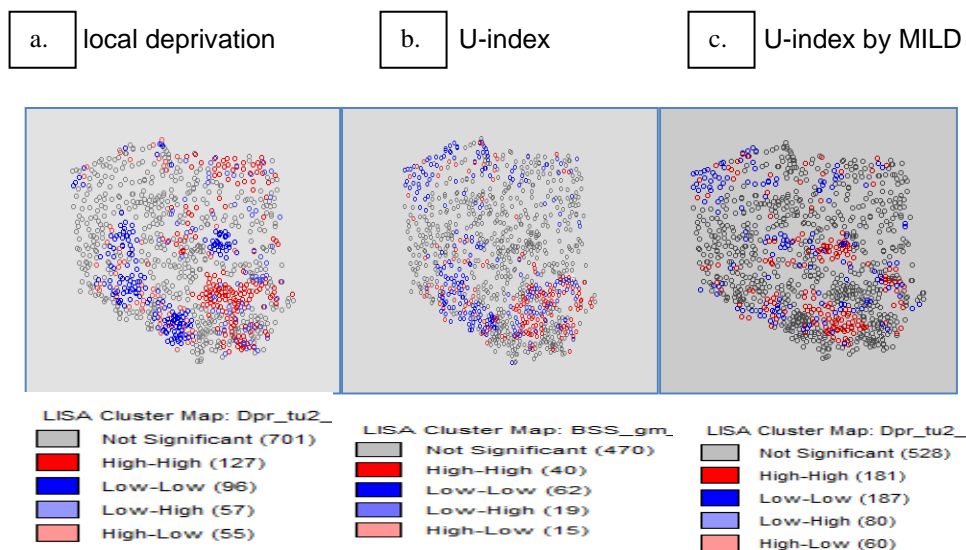 a. local deprivation
b. U-index
c. U-index by MILD
LISA Cluster Map: Dpr_tu2_
Not Significant (701)
High-High (127)
Low-Low (96)
Low-High (57)
High-Low (55)
LISA Cluster Map: BSS_gm_
Not Significant (470)
High-High (40)
Low-Low (62)
Low-High (19)
High-Low (15)
LISA Cluster Map: Dpr_tu2_
Not Significant (528)
High-High (181)
Low-Low (187)
Low-High (80)
High-Low (60)